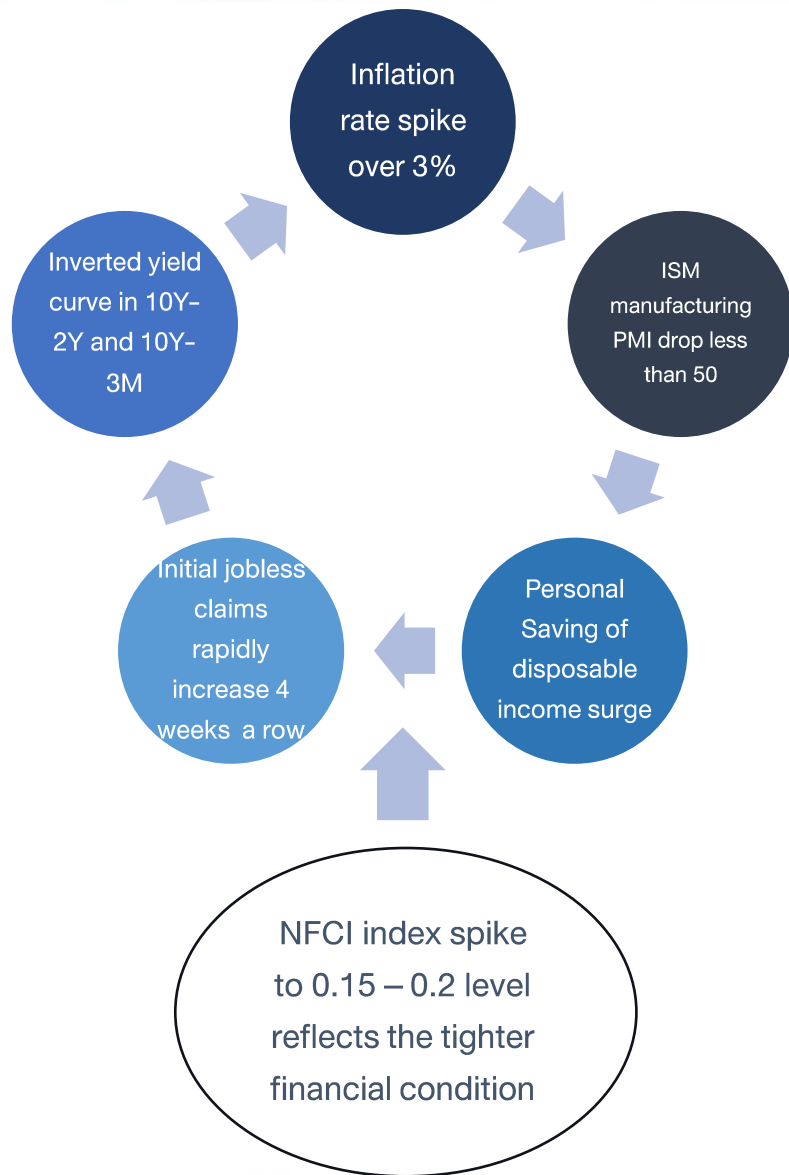 Inflation
rate spike
over 3%
Inverted yield
curve in 10Y–
2Y and 10Y–
3M
ISM
manufacturing
PMI drop less
than 50
Initial jobless
claims
rapidly
increase 4
weeks  a row
Personal
Saving of
disposable
income surge
NFCI index spike
to 0.15 – 0.2 level
reflects the tighter
financial condition